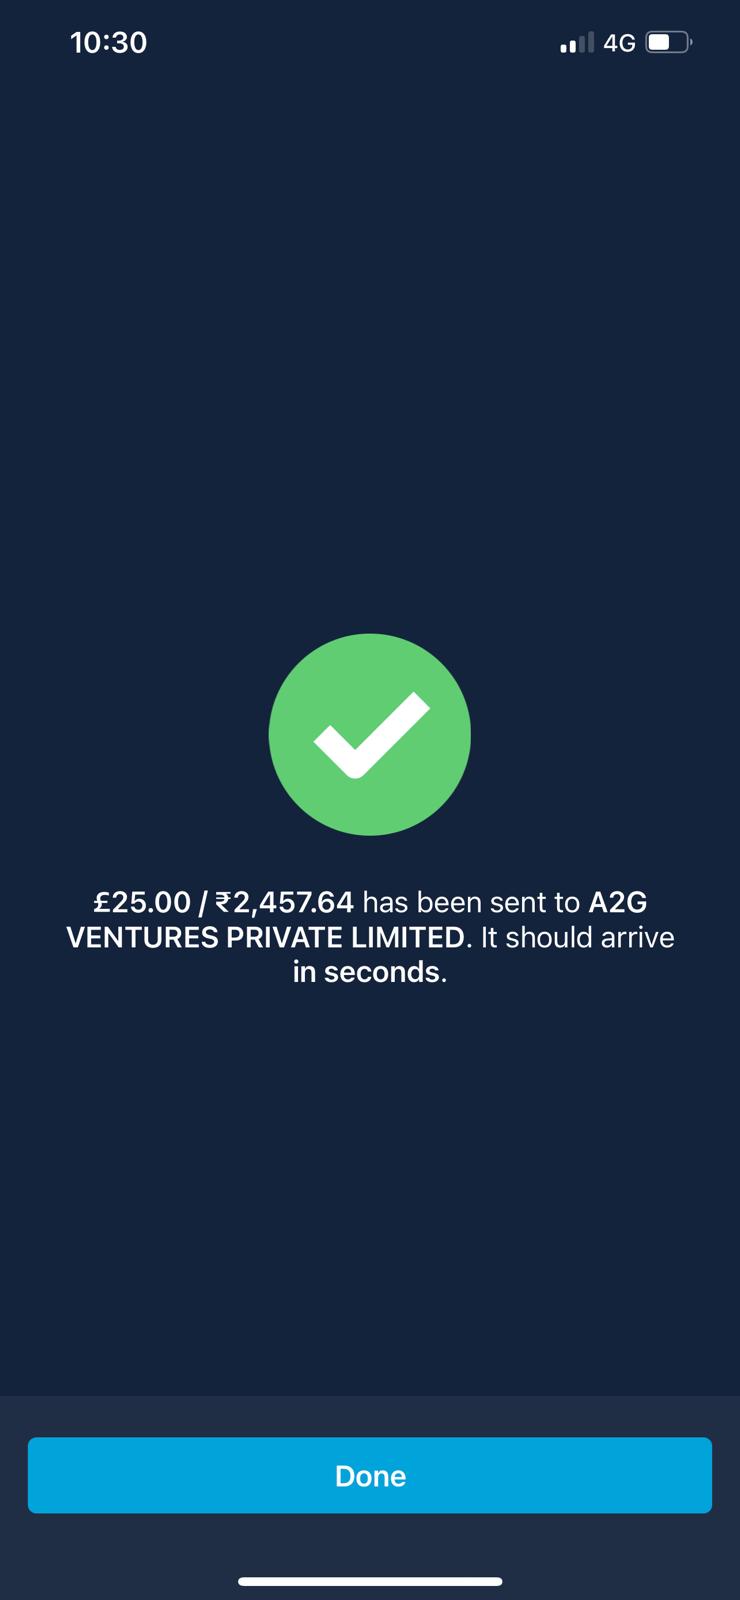 10:30
4G
£25.00 / ₹2,457.64 has been sent to A2G
VENTURES PRIVATE LIMITED. It should arrive
in seconds.
Done